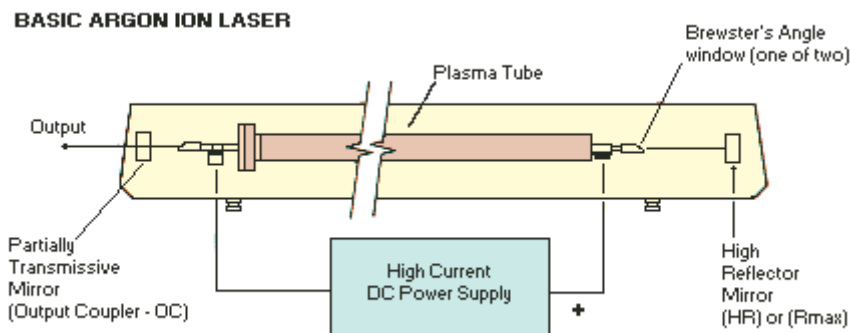 BASIC ARGON ION LASER
Brewster's Angle
window (one of two)
Plasma Tube
Output
Partially
Transmissive
Mirror
(Output Coupler - OC)
High Current
DC Power Supply
+
High
Reflector
Mirror
(HR) or (Rmax)